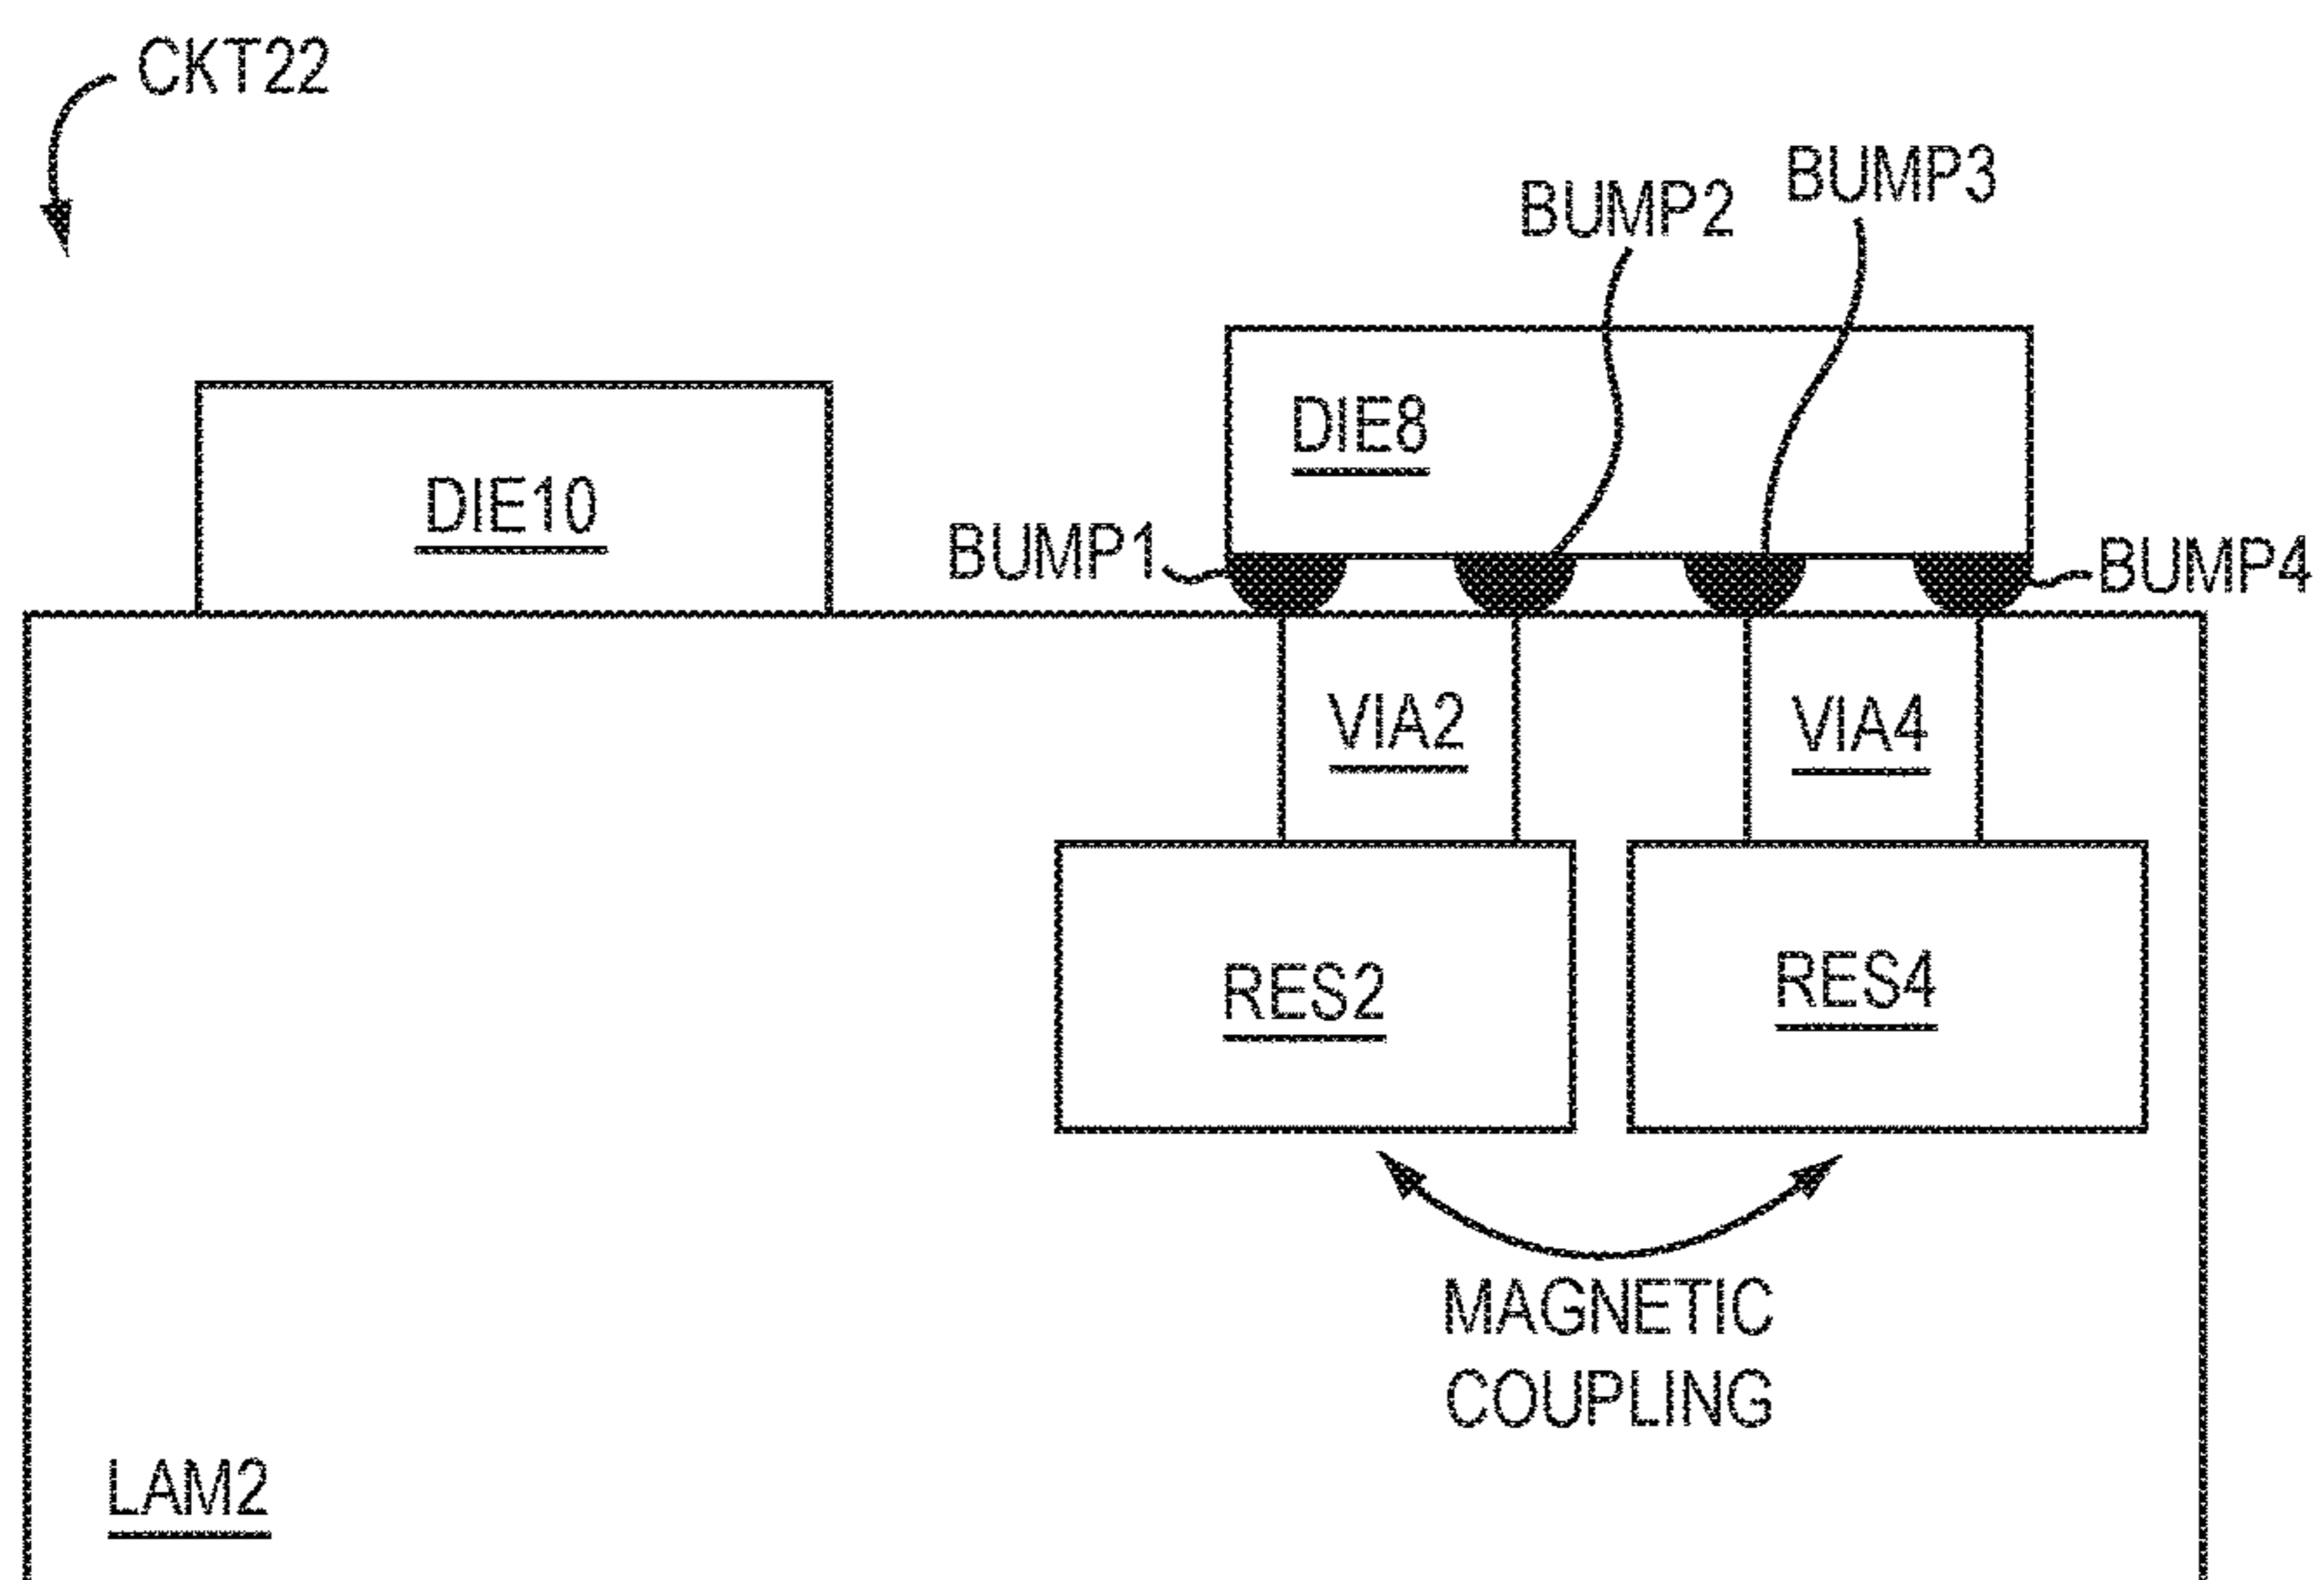 CKT22
BUMP3
BUMP2
DIE8
DIE10
BUMP1
BUMP4
VIA2
VIA4
RES2
RES4
MAGNETIC
COUPLING
LAM2